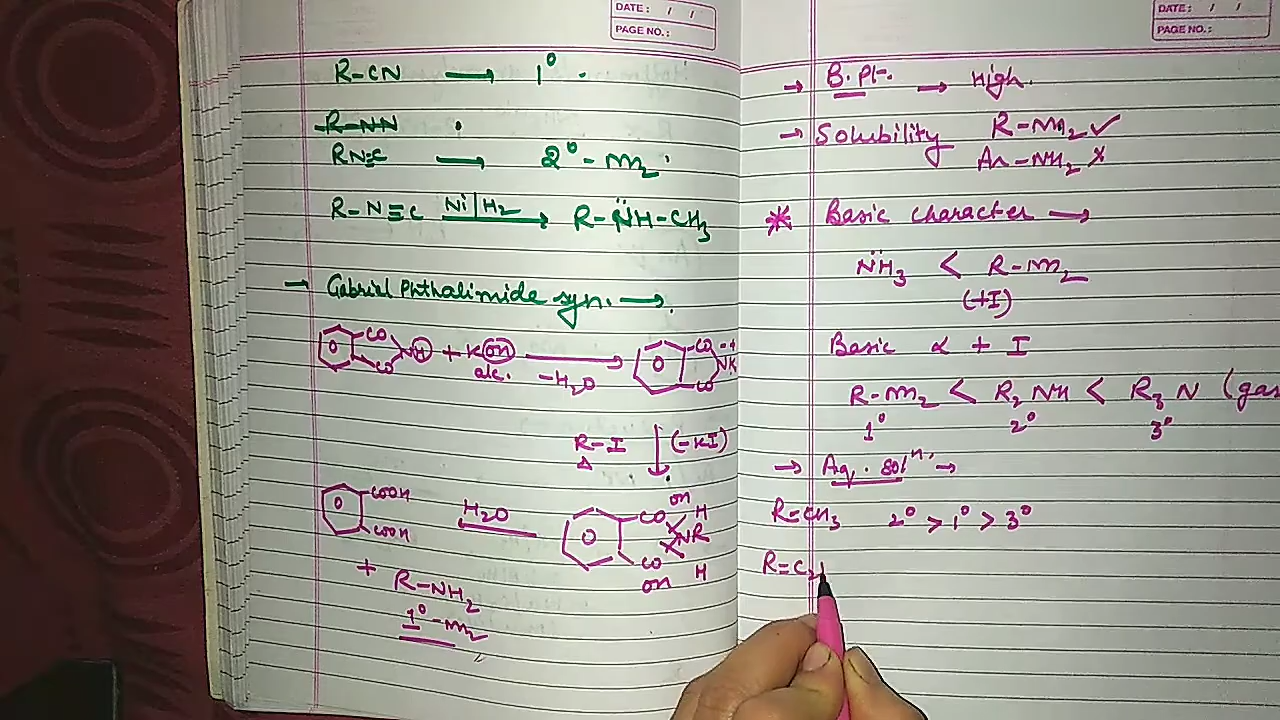 DATE: / /
PAGE NO.:
R-CN → 1°.
R-NN
RN≡C → 2°-NH2
R-N≡C Ni|H2 → R-N̈H-CH3
→ Gabriel Phthalimide syn. →
CO CO NH + KOH alc. → -H2O CO CO N- K+
R-I Δ ↓ (-KI)
COOH COOH ← H2O CO CO NR OH H OH H
+ R-NH2
1°-NH2
DATE: / /
PAGE NO.:
→ B. Pt. → High.
→ Solubility R-NH2 ✓
Ar-NH2 ×
* Basic character →
N̈H3 < R-NH2
(+I)
Basic α + I
R-NH2 < R2NH < R3N (gas
1° 2° 3°
→ Aq. solⁿ. →
R=CH3 2° > 1° > 3°
R=C2